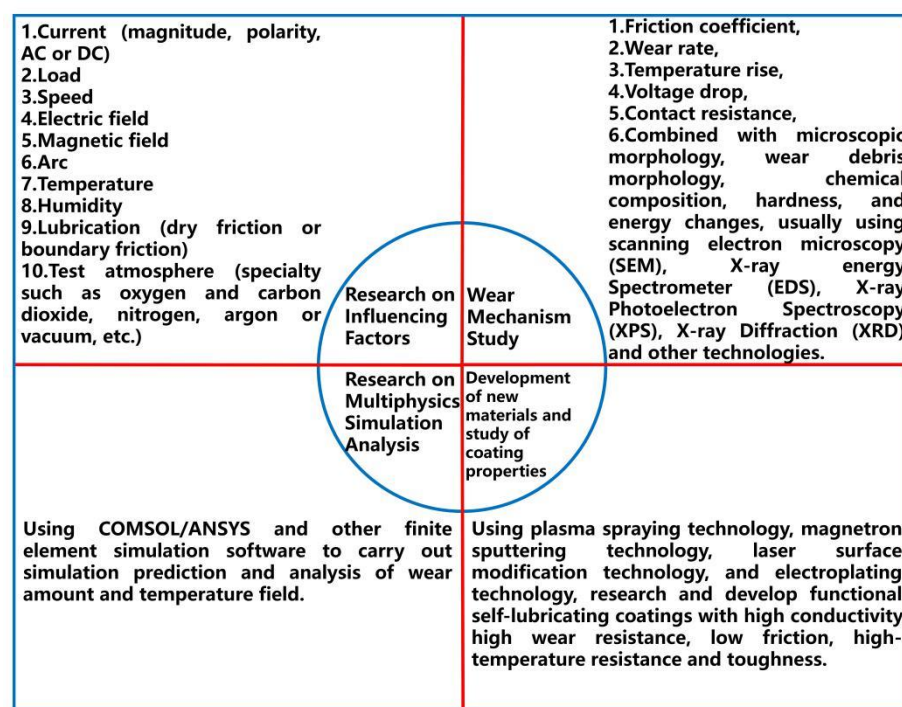 1.Current (magnitude, polarity,
AC or DC)
2.Load
3.Speed
4.Electric field
5.Magnetic field
6.Arc
7.Temperature
8.Humidity
9.Lubrication (dry friction or
boundary friction)
10.Test atmosphere (specialty
such as oxygen and carbon
dioxide, nitrogen, argon or
vacuum, etc.)
1.Friction coefficient,
2.Wear rate,
3.Temperature rise,
4.Voltage drop,
5.Contact resistance,
6.Combined with microscopic
morphology, wear debris
morphology, chemical
composition, hardness, and
energy changes, usually using
scanning electron microscopy
(SEM), X-ray energy
Spectrometer (EDS), X-ray
Photoelectron Spectroscopy
(XPS), X-ray Diffraction (XRD)
and other technologies.
Research on
Influencing
Factors
Wear
Mechanism
Study
Research on
Multiphysics
Simulation
Analysis
Development
of new
materials and
study of
coating
properties
Using COMSOL/ANSYS and other finite
element simulation software to carry out
simulation prediction and analysis of wear
amount and temperature field.
Using plasma spraying technology, magnetron
sputtering technology, laser surface
modification technology, and electroplating
technology, research and develop functional
self-lubricating coatings with high conductivity
high wear resistance, low friction, high-
temperature resistance and toughness.